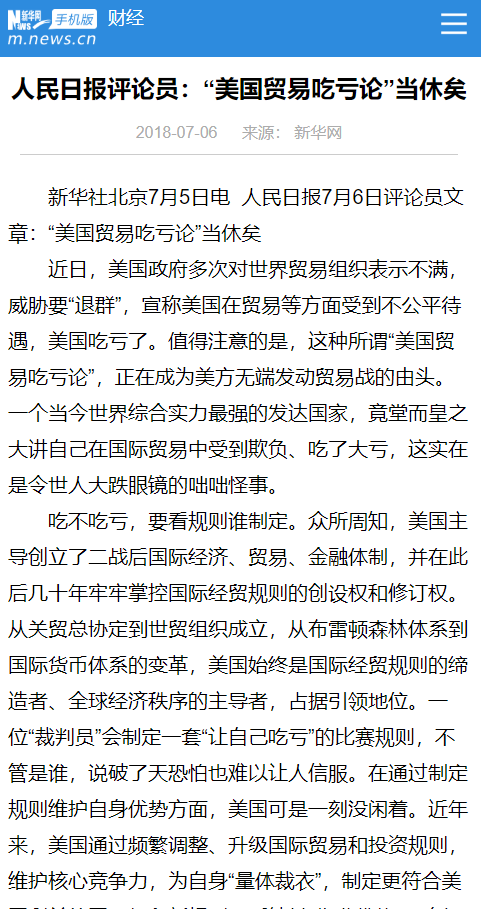 新华网
News
手机版
财经
m.news.cn
人民日报评论员：“美国贸易吃亏论”当休矣
2018-07-06 来源： 新华网
新华社北京7月5日电 人民日报7月6日评论员文
章：“美国贸易吃亏论”当休矣
近日，美国政府多次对世界贸易组织表示不满，
威胁要“退群”，宣称美国在贸易等方面受到不公平待
遇，美国吃亏了。值得注意的是，这种所谓“美国贸
易吃亏论”，正在成为美方无端发动贸易战的由头。
一个当今世界综合实力最强的发达国家，竟堂而皇之
大讲自己在国际贸易中受到欺负、吃了大亏，这实在
是令世人大跌眼镜的咄咄怪事。
吃不吃亏，要看规则谁制定。众所周知，美国主
导创立了二战后国际经济、贸易、金融体制，并在此
后几十年牢牢掌控国际经贸规则的创设权和修订权。
从关贸总协定到世贸组织成立，从布雷顿森林体系到
国际货币体系的变革，美国始终是国际经贸规则的缔
造者、全球经济秩序的主导者，占据引领地位。一
位“裁判员”会制定一套“让自己吃亏”的比赛规则，不
管是谁，说破了天恐怕也难以让人信服。在通过制定
规则维护自身优势方面，美国可是一刻没闲着。近年
来，美国通过频繁调整、升级国际贸易和投资规则，
维护核心竞争力，为自身“量体裁衣”，制定更符合美